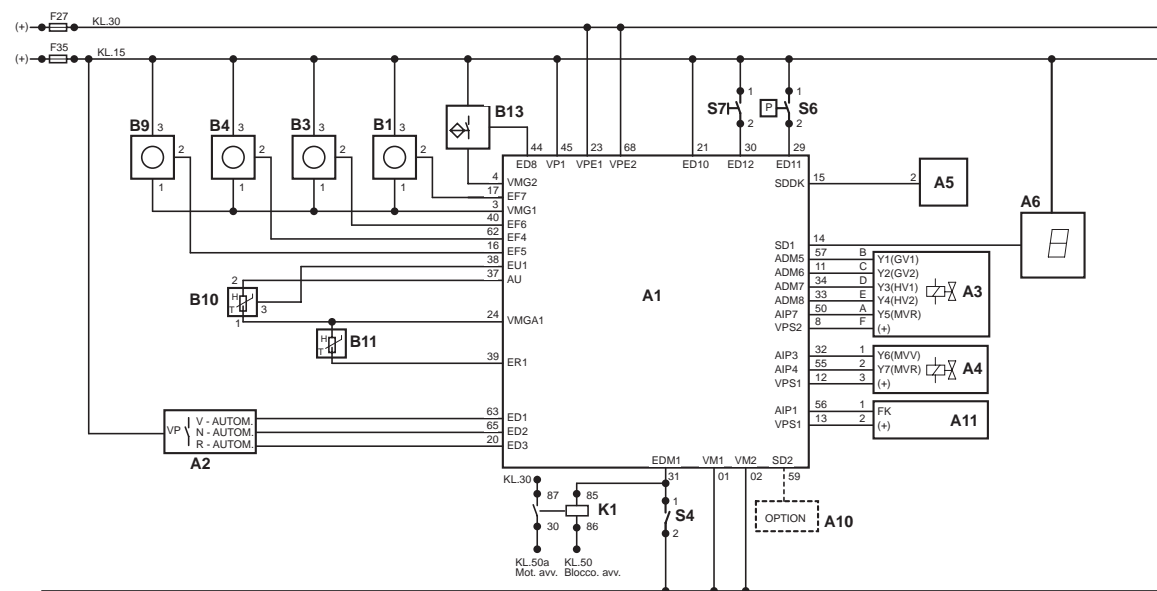 F27
(+)
KL.30
F35
(+)
KL.15
B9 3
B4 3
B3 3
B1 3
B13
S7 1
P 1 S6
2
2
2
2
2
2
1
1
1
1
44 45 23 68 21 30 29
ED8 VP1 VPE1 VPE2 ED10 ED12 ED11
4 VMG2
17 EF7
3 VMG1
40 EF6
62 EF4
16 EF5
38 EU1
37 AU
24 VMGA1
39 ER1
63 ED1
65 ED2
20 ED3
2
B10 H
T 3
1
H B11
T
VP V - AUTOM.
N - AUTOM.
R - AUTOM.
A2
A1
SDDK 15 2 A5
A6
SD1 14
ADM5 57 B Y1(GV1)
ADM6 11 C Y2(GV2)
ADM7 34 D Y3(HV1) A3
ADM8 33 E Y4(HV2)
AIP7 50 A Y5(MVR)
VPS2 8 F (+)
AIP3 32 1 Y6(MVV)
AIP4 55 2 Y7(MVR) A4
VPS1 12 3 (+)
AIP1 56 1 FK
VPS1 13 2 (+) A11
EDM1 VM1 VM2 SD2
31 01 02 59
KL.30
87 85
K1
30 86
1
S4
2
OPTION A10
KL.50a KL.50
Mot. avv. Blocco. avv.